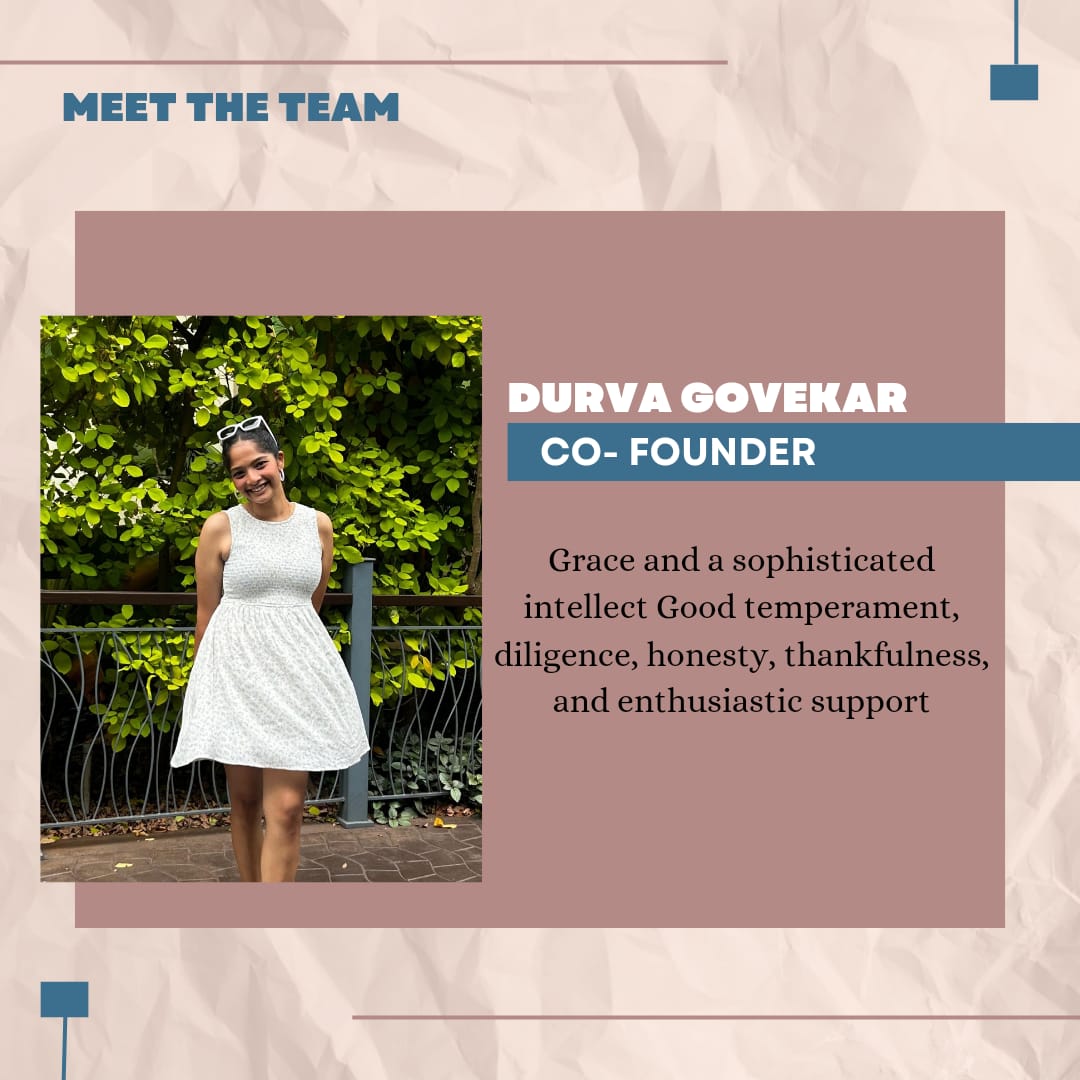 MEET THE TEAM
DURVA GOVEKAR
CO- FOUNDER
Grace and a sophisticated
intellect Good temperament,
diligence, honesty, thankfulness,
and enthusiastic support